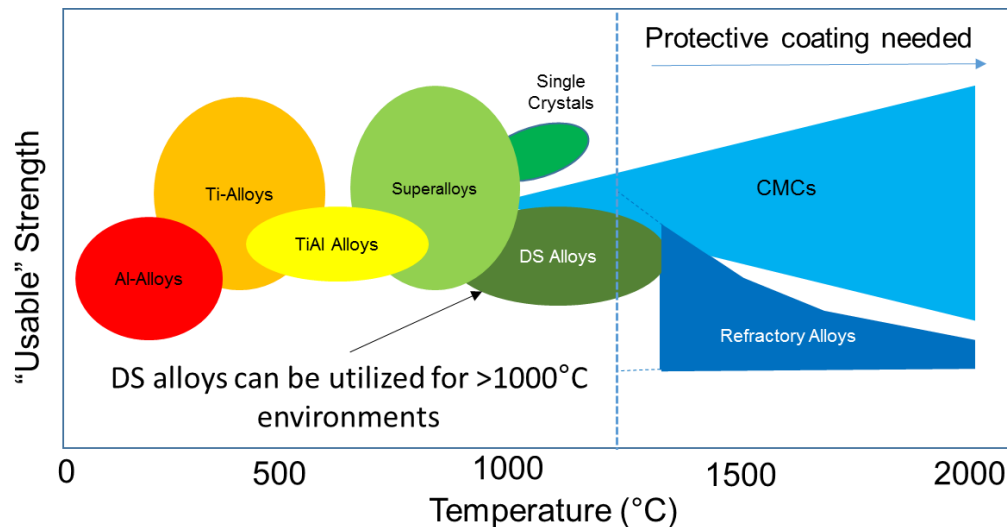 Protective coating needed
Single
Crystals
Ti-Alloys
Superalloys
CMCs
TiAl Alloys
DS Alloys
Al-Alloys
Refractory Alloys
DS alloys can be utilized for >1000°C
environments
"Usable" Strength
0 500 1000 1500 2000
Temperature (°C)